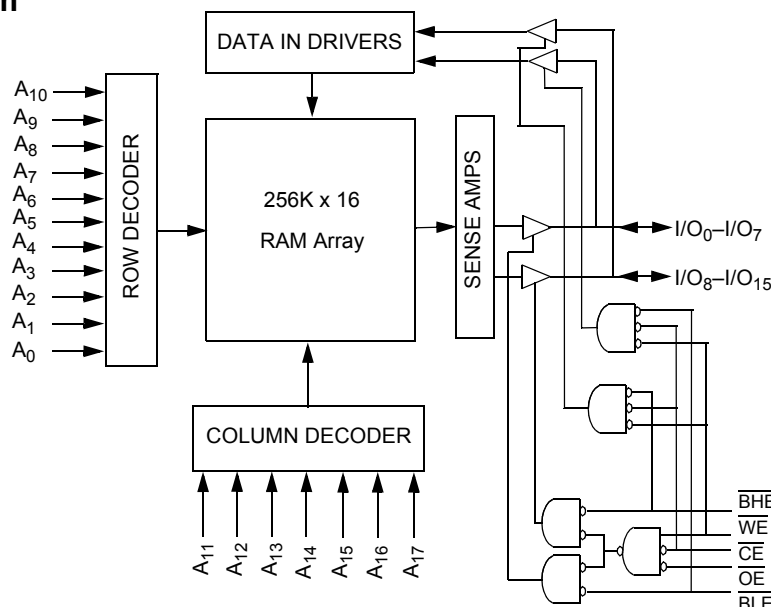 DATA IN DRIVERS
A10
A9
A8
A7
A6
A5
A4
A3
A2
A1
A0
ROW DECODER
256K x 16
RAM Array
SENSE AMPS
I/O0–I/O7
I/O8–I/O15
COLUMN DECODER
A11
A12
A13
A14
A15
A16
A17
BHE
WE
CE
OE
BLE